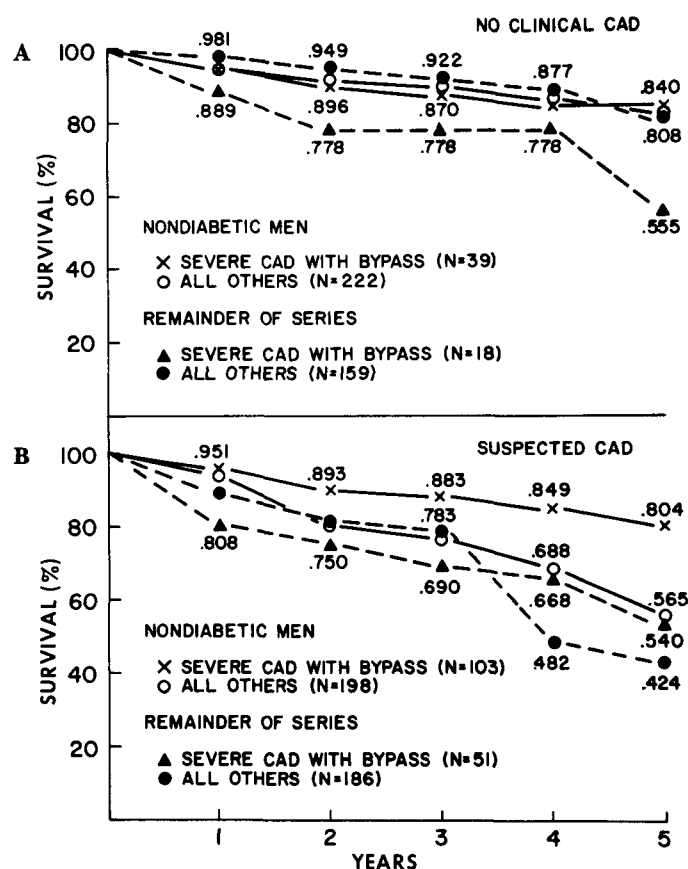 A
NO CLINICAL CAD
100
80
60
40
20
SURVIVAL (%)
.981
.949
.922
.877
.840
.889
.896
.870
.808
.778
.778
.778
.555
NONDIABETIC MEN
× SEVERE CAD WITH BYPASS (N=39)
○ ALL OTHERS (N=222)
REMAINDER OF SERIES
▲ SEVERE CAD WITH BYPASS (N=18)
● ALL OTHERS (N=159)
B
SUSPECTED CAD
100
80
60
40
20
SURVIVAL (%)
.951
.893
.883
.849
.804
.783
.808
.750
.690
.688
.668
.565
.540
.482
.424
NONDIABETIC MEN
× SEVERE CAD WITH BYPASS (N=103)
○ ALL OTHERS (N=198)
REMAINDER OF SERIES
▲ SEVERE CAD WITH BYPASS (N=51)
● ALL OTHERS (N=186)
1 2 3 4 5
YEARS